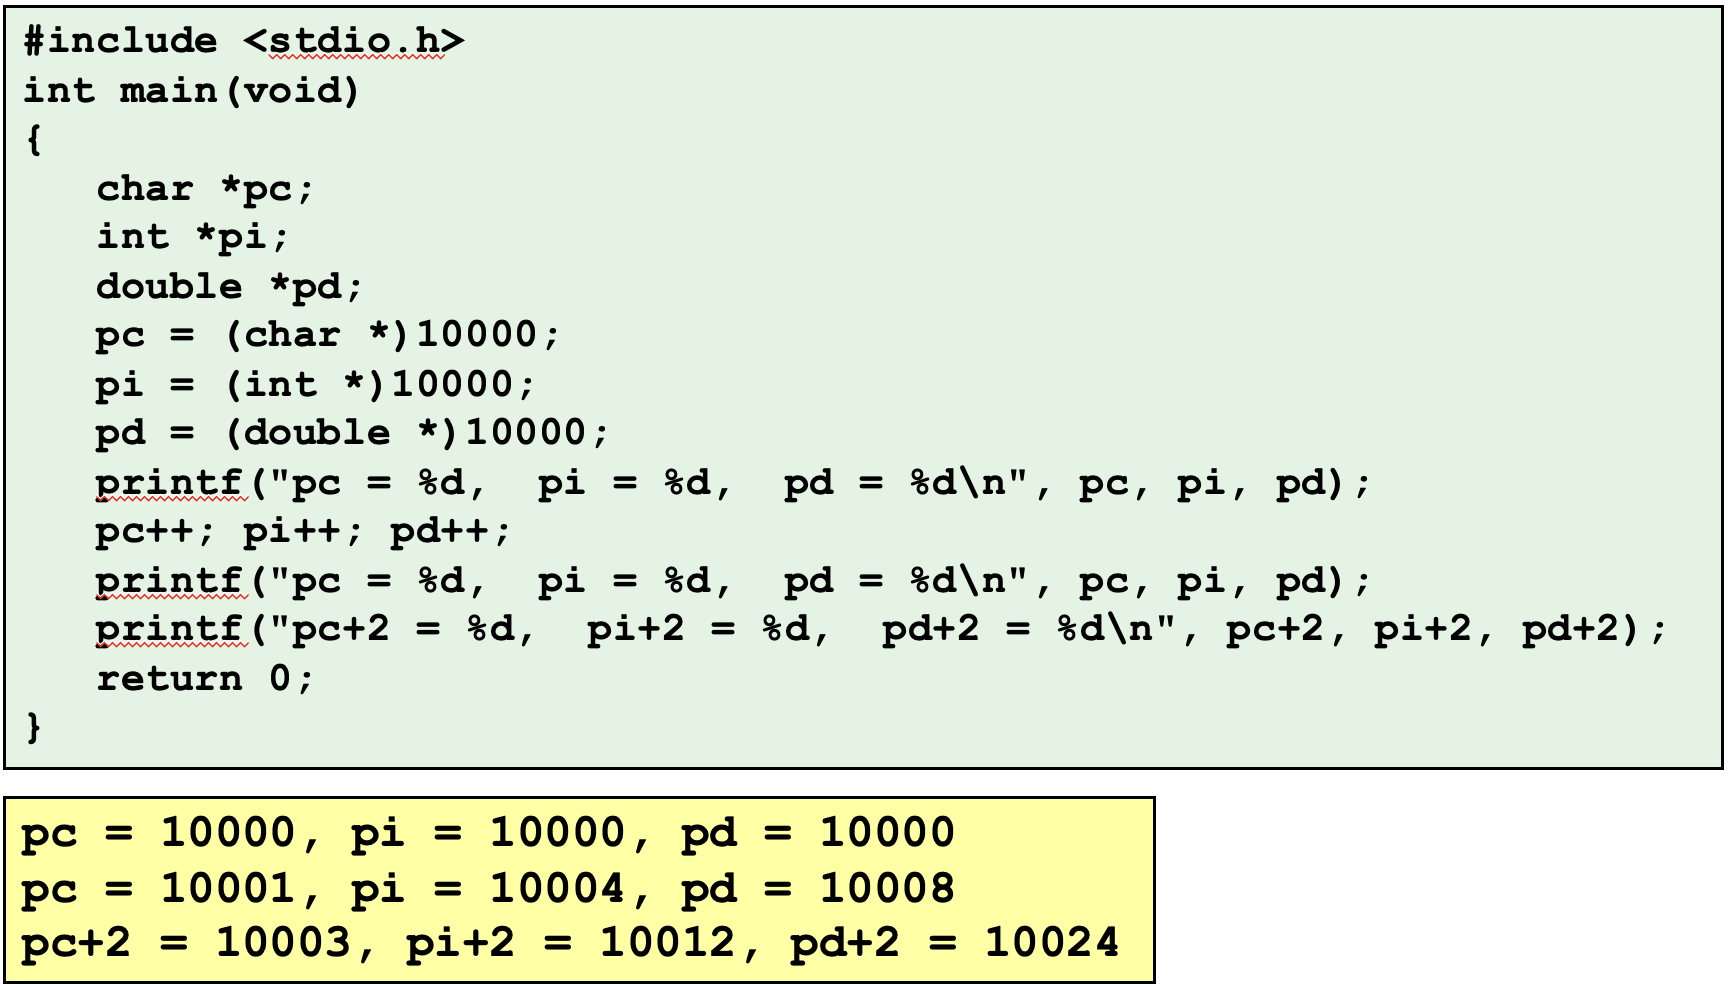 #include <stdio.h>
int main(void)
{
   char *pc;
   int *pi;
   double *pd;
   pc = (char *)10000;
   pi = (int *)10000;
   pd = (double *)10000;
   printf("pc = %d,  pi = %d,  pd = %d\n", pc, pi, pd);
   pc++; pi++; pd++;
   printf("pc = %d,  pi = %d,  pd = %d\n", pc, pi, pd);
   printf("pc+2 = %d,  pi+2 = %d,  pd+2 = %d\n", pc+2, pi+2, pd+2);
   return 0;
}
pc = 10000, pi = 10000, pd = 10000
pc = 10001, pi = 10004, pd = 10008
pc+2 = 10003, pi+2 = 10012, pd+2 = 10024